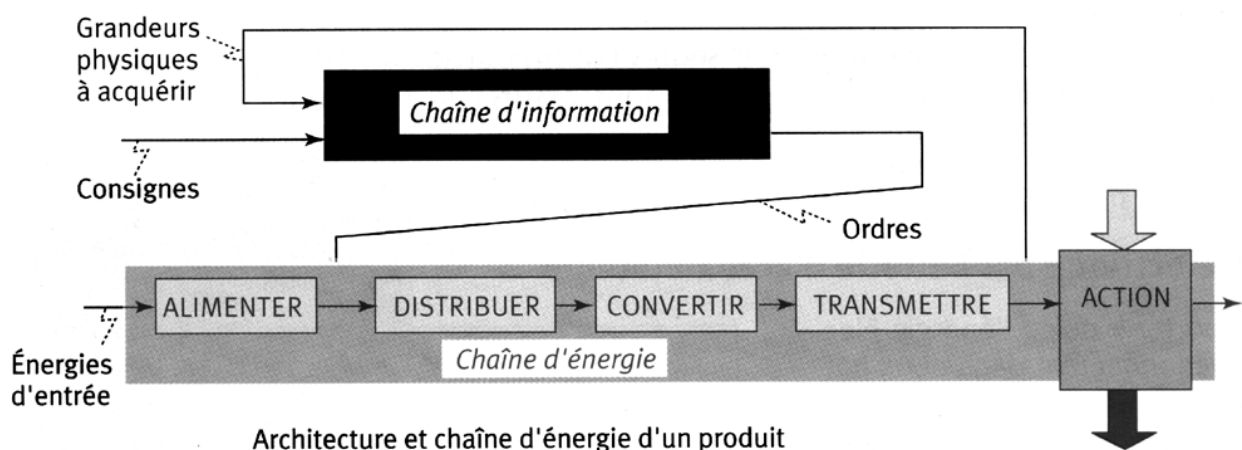 Grandeurs
physiques
à acquérir
Chaîne d'information
Consignes
Ordres
ALIMENTER
DISTRIBUER
CONVERTIR
TRANSMETTRE
ACTION
Chaîne d'énergie
Énergies
d'entrée
Architecture et chaîne d'énergie d'un produit